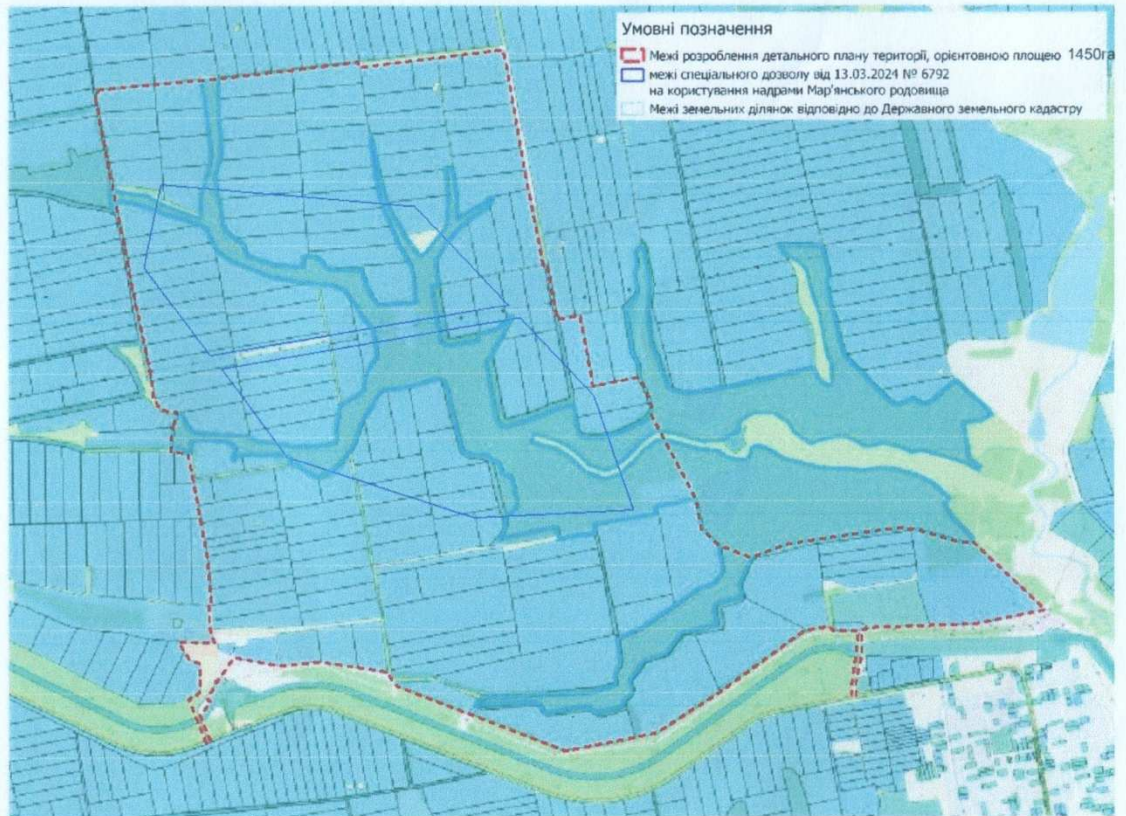 Умовні позначення
Межі розроблення детального плану території, орієнтовною площею 1450га
межі спеціального дозволу від 13.03.2024 № 6792
на користування надрами Мар'янського родовища
Межі земельних ділянок відповідно до Державного земельного кадастру